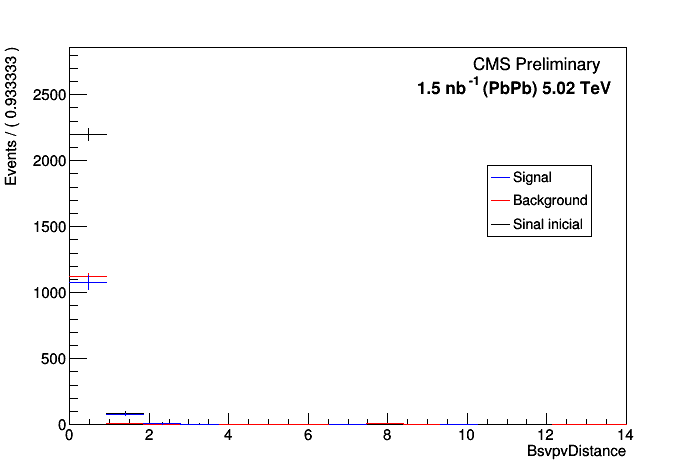 CMS Preliminary
1.5 nb⁻¹ (PbPb) 5.02 TeV
Events / ( 0.933333 )
2500
2000
1500
1000
500
0
Signal
Background
Sinal inicial
0 2 4 6 8 10 12 14
BsvpvDistance